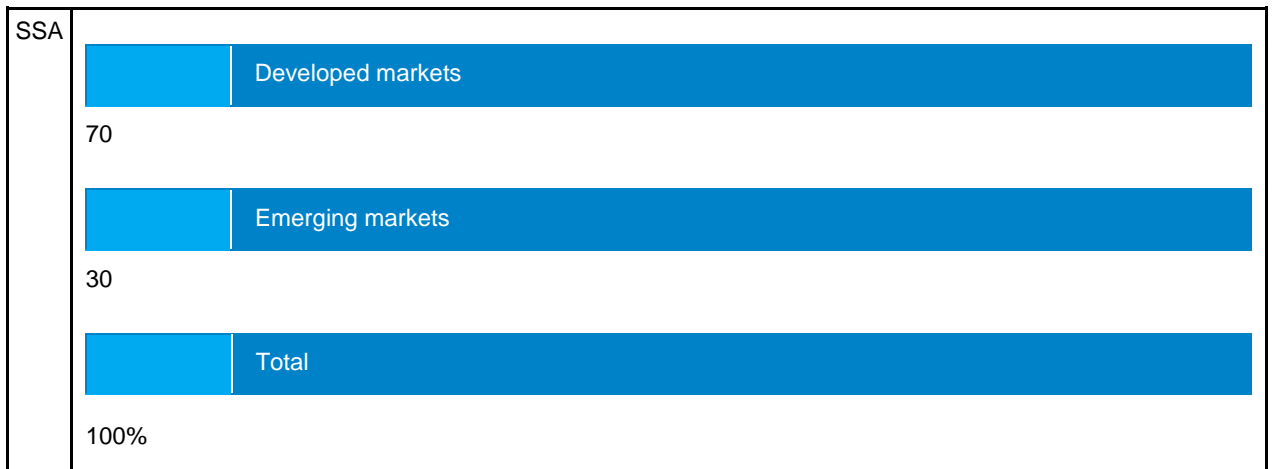 SSA
Developed markets
70
Emerging markets
30
Total
100%